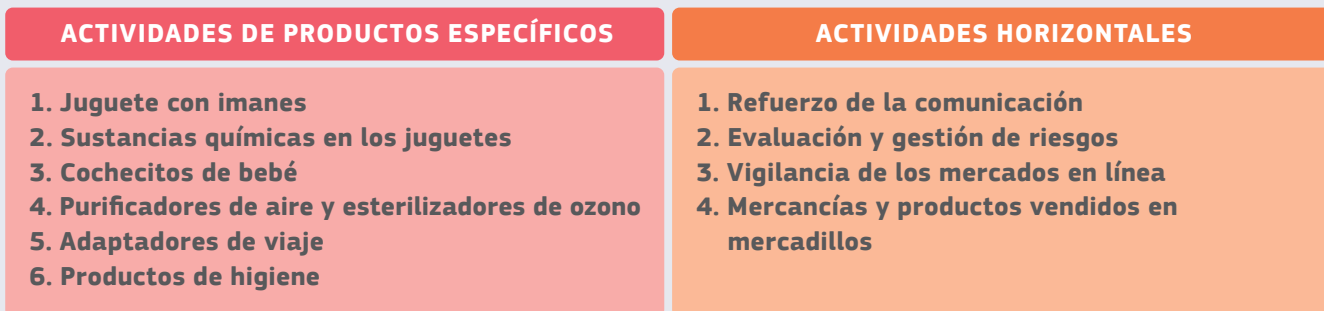 ACTIVIDADES DE PRODUCTOS ESPECÍFICOS
1. Juguete con imanes
2. Sustancias químicas en los juguetes
3. Cochecitos de bebé
4. Purificadores de aire y esterilizadores de ozono
5. Adaptadores de viaje
6. Productos de higiene
ACTIVIDADES HORIZONTALES
1. Refuerzo de la comunicación
2. Evaluación y gestión de riesgos
3. Vigilancia de los mercados en línea
4. Mercancías y productos vendidos en
mercadillos